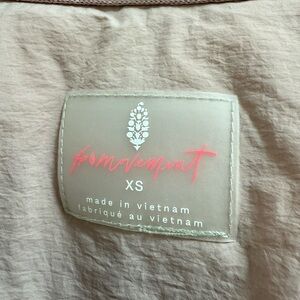 fpmovement
XS
made in vietnam
fabriqué au vietnam